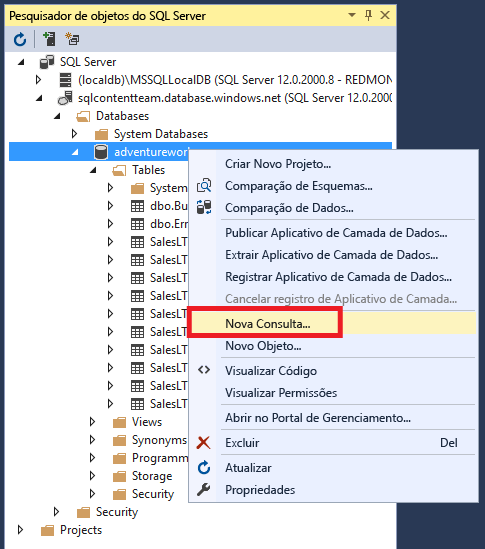 Pesquisador de objetos do SQL Server
SQL Server
(localdb)\MSSQLLocalDB (SQL Server 12.0.2000.8 - REDMON
sqlcontentteam.database.windows.net (SQL Server 12.0.2000
Databases
System Databases
adventurework
Tables
System
dbo.Bu
dbo.Err
SalesLT
SalesLT
SalesLT
SalesLT
SalesLT
SalesLT
SalesLT
SalesLT
SalesLT
SalesLT
Views
Synonyms
Programm
Storage
Security
Security
Projects
Criar Novo Projeto...
Comparação de Esquemas...
Comparação de Dados...
Publicar Aplicativo de Camada de Dados...
Extrair Aplicativo de Camada de Dados...
Registrar Aplicativo de Camada de Dados...
Cancelar registro de Aplicativo de Camada...
Nova Consulta...
Novo Objeto...
Visualizar Código
Visualizar Permissões
Abrir no Portal de Gerenciamento...
Excluir Del
Atualizar
Propriedades